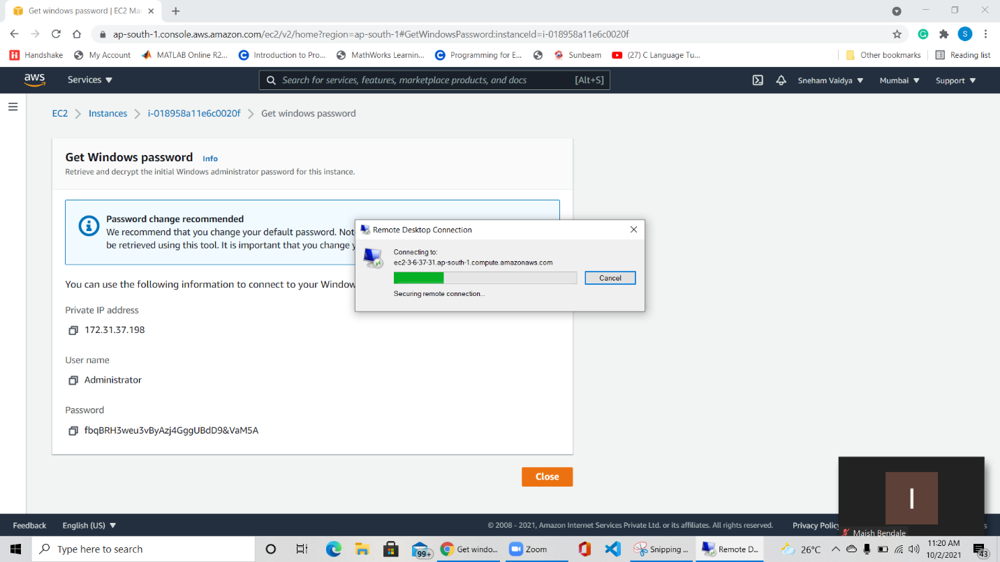 Get windows password | EC2 Mar
ap-south-1.console.aws.amazon.com/ec2/v2/home?region=ap-south-1#GetWindowsPassword:instanceId=i-018958a11e6c0020f
S
Handshake
My Account
MATLAB Online R2...
Introduction to Pro...
MathWorks Learnin...
Programming for E...
Sunbeam
(27) C Language Tu...
Other bookmarks
Reading list
aws
Services
Search for services, features, marketplace products, and docs
[Alt+S]
Sneham Vaidya
Mumbai
Support
EC2
Instances
i-018958a11e6c0020f
Get windows password
Get Windows password Info
Retrieve and decrypt the initial Windows administrator password for this instance.
Password change recommended
We recommend that you change your default password. Not
be retrieved using this tool. It is important that you change y
Remote Desktop Connection
Connecting to:
ec2-3-6-37-31.ap-south-1.compute.amazonaws.com
Cancel
Securing remote connection...
You can use the following information to connect to your Window
Private IP address
172.31.37.198
User name
Administrator
Password
fbqBRH3weu3vByAzj4GggUBdD9&VaM5A
Close
I
Maish Bendale
Feedback
English (US)
© 2008 - 2021, Amazon Internet Services Private Ltd. or its affiliates. All rights reserved.
Privacy Policy
Type here to search
99+
Get windo...
Zoom
Snipping ...
Remote D...
26°C
11:20 AM
10/2/2021
43